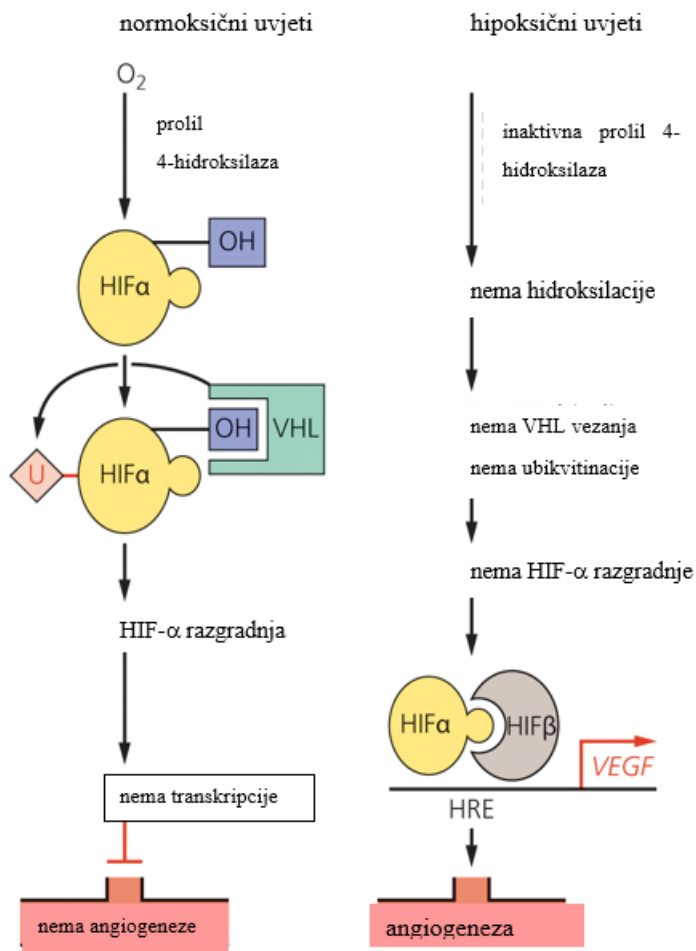 normoksični uvjeti
O2
prolil
4-hidroksilaza
OH
HIFα
OH
VHL
U
HIFα
HIF-α razgradnja
nema transkripcije
nema angiogeneze
hipoksični uvjeti
inaktivna prolil 4-
hidroksilaza
nema hidroksilacije
nema VHL vezanja
nema ubikvitinacije
nema HIF-α razgradnje
HIFα
HIFβ
VEGF
HRE
angiogeneza